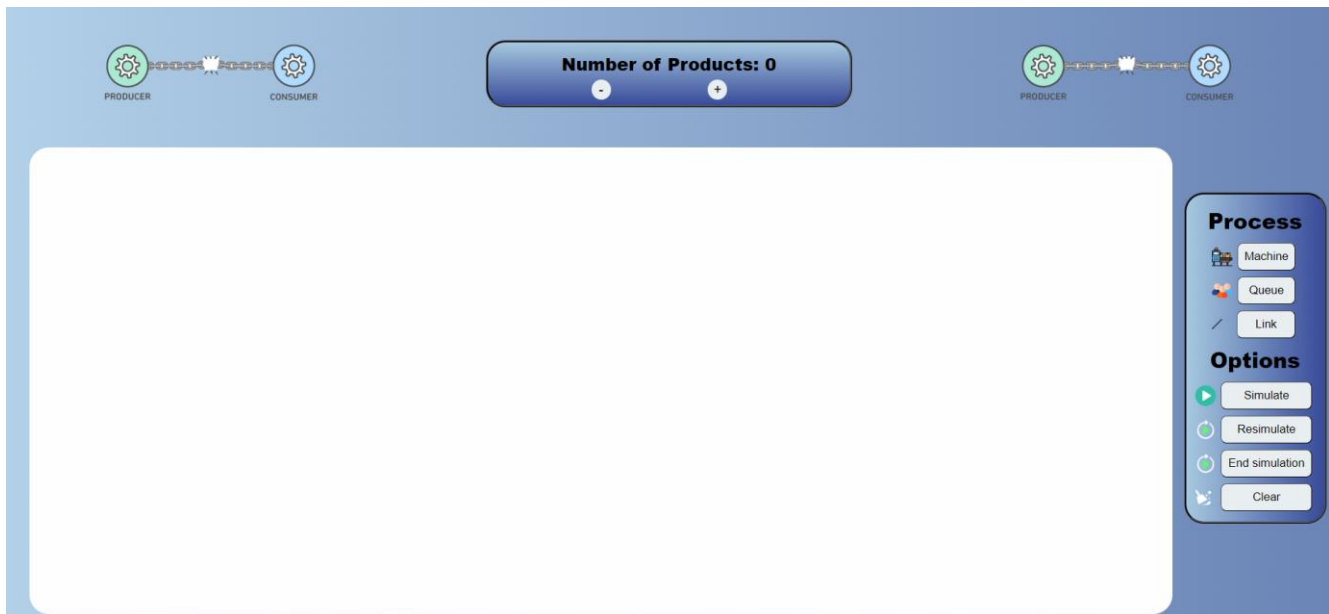 Number of Products: 0
- +
PRODUCER CONSUMER
PRODUCER CONSUMER
Process
Machine
Queue
Link
Options
Simulate
Resimulate
End simulation
Clear